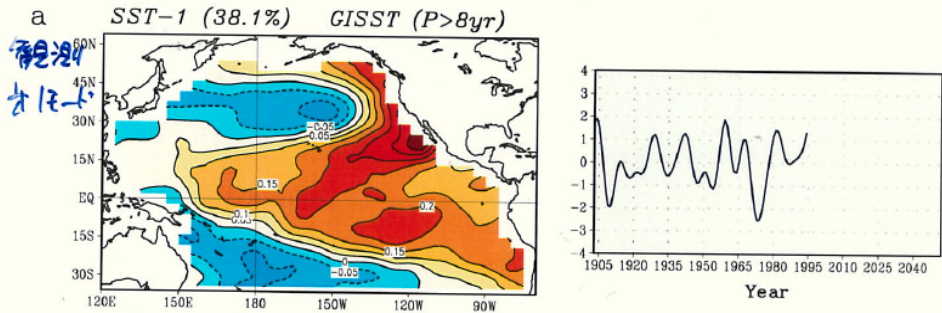 a SST-1 (38.1%) GISST (P>8yr)
観測
第1モード
60N
45N
30N
15N
EQ
15S
30S
-0.05
0.05
0.15
0.2
0.1
0.15
0
-0.05
120E 150E 180 150W 120W 90W
4
3
2
1
0
-1
-2
-3
-4
1905 1920 1935 1950 1965 1980 1995 2010 2025 2040
Year